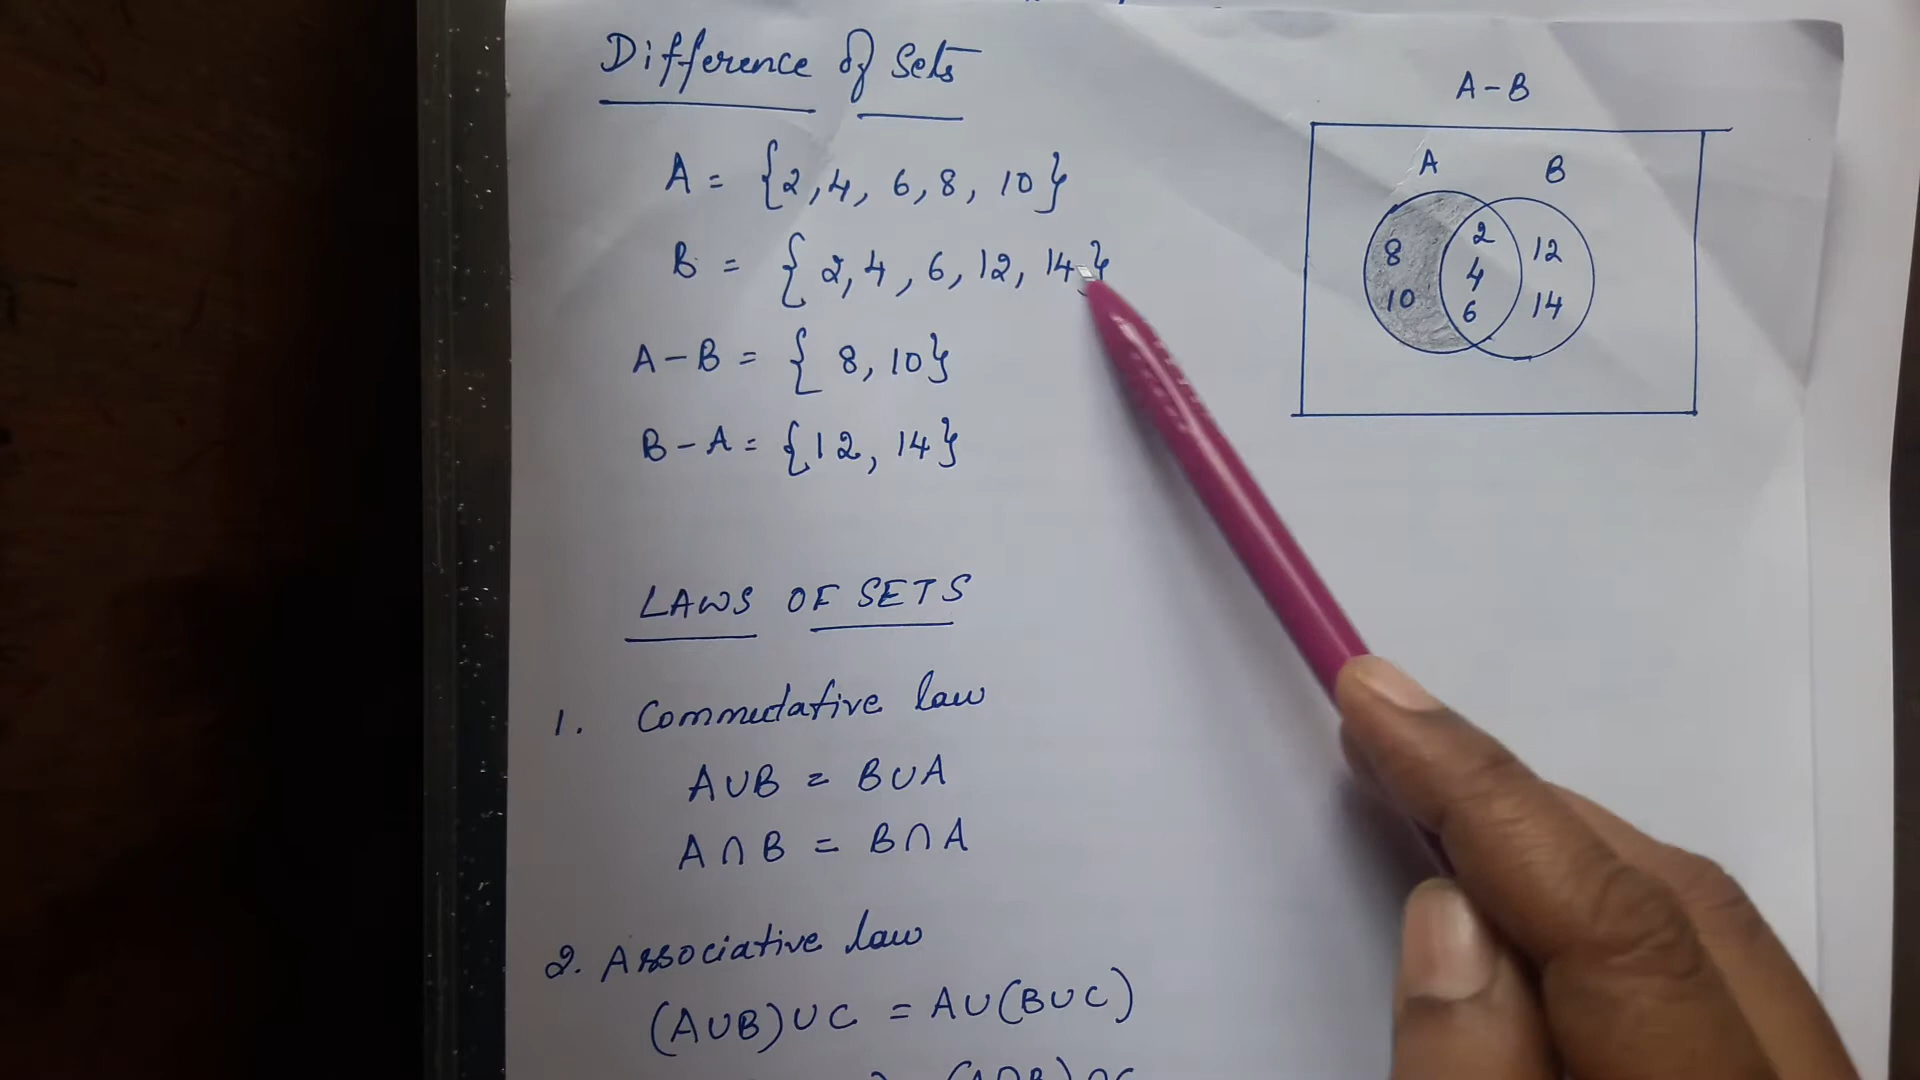 Difference of Sets
A = {2, 4, 6, 8, 10}
B = {2, 4, 6, 12, 14}
A - B = {8, 10}
B - A = {12, 14}
A - B
A B
8 2 12
4
10 6 14
LAWS OF SETS
1. Commutative law
A∪B = B∪A
A∩B = B∩A
2. Associative law
(A∪B)∪C = A∪(B∪C)
(A∩B)∩C